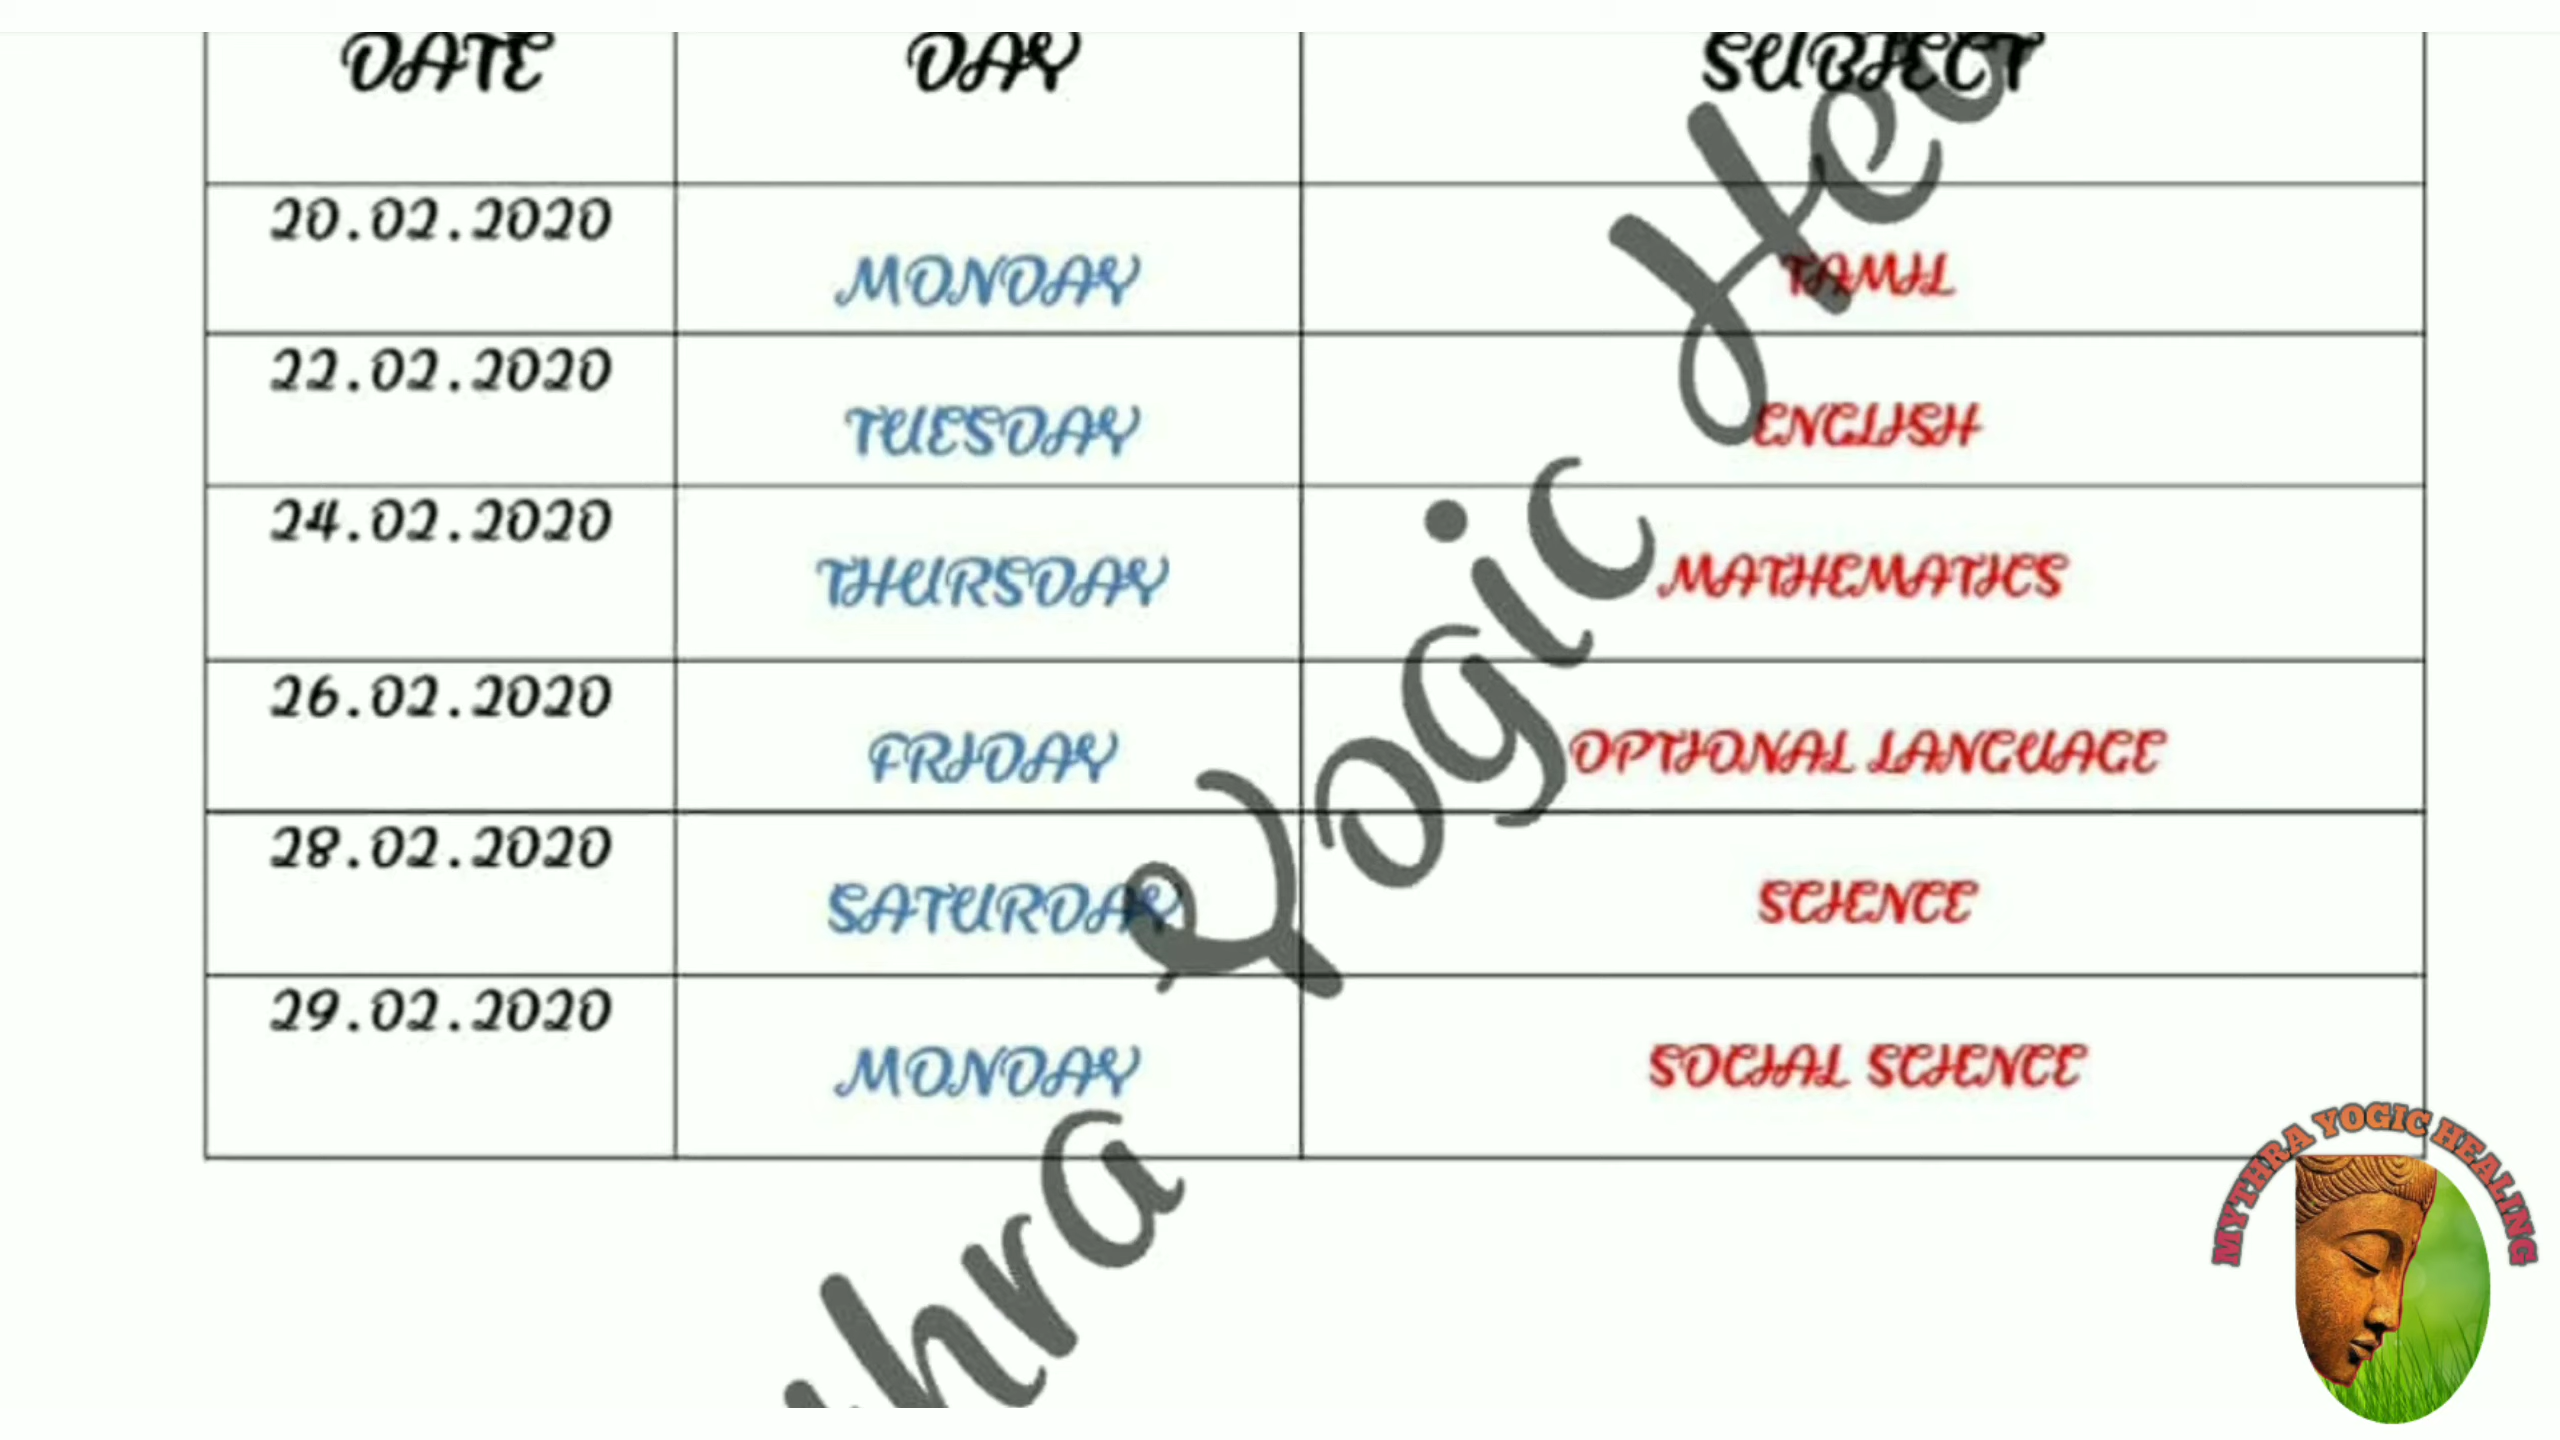 DATE DAY SUBJECT
20.02.2020 MONDAY TAMIL
22.02.2020 TUESDAY ENGLISH
24.02.2020 THURSDAY MATHEMATICS
26.02.2020 FRIDAY OPTIONAL LANGUAGE
28.02.2020 SATURDAY SCIENCE
29.02.2020 MONDAY SOCIAL SCIENCE
Yogic
MYTHRA YOGIC HEALING